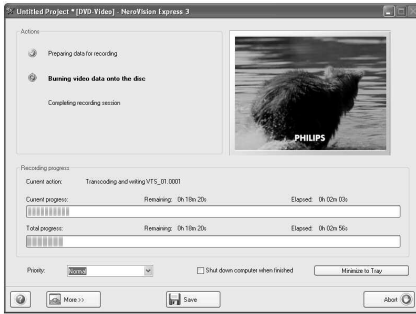 Untitled Project *[DVD-Video] - NeroVision Express 3
Actions
Preparing data for recording
Burning video data onto the disc
Completing recording session
PHILIPS
Recording progress
Current action: Transcoding and writing VTS_01.0001
Current progress: Remaining: 0h 18m 20s Elapsed: 0h 02m 03s
Total progress: Remaining: 0h 18m 20s Elapsed: 0h 02m 56s
Priority: Normal Shut down computer when finished Minimize to Tray
More >> Save Abort